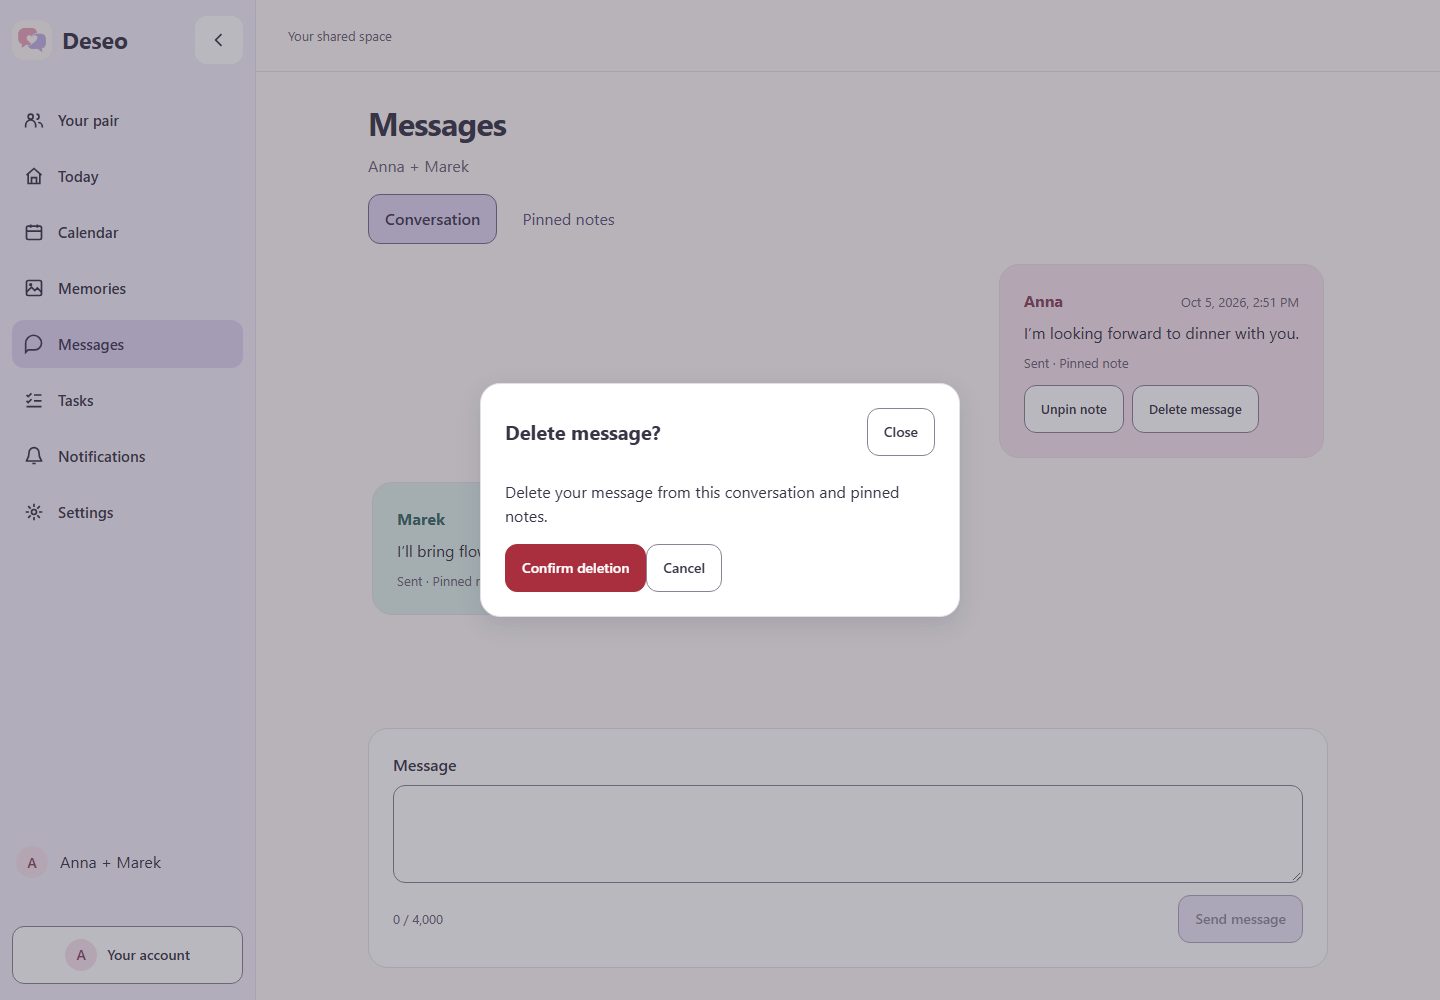 Deseo
Your pair
Today
Calendar
Memories
Messages
Tasks
Notifications
Settings
A
Anna + Marek
A
Your account
Your shared space
Messages
Anna + Marek
Conversation
Pinned notes
Anna
Oct 5, 2026, 2:51 PM
I'm looking forward to dinner with you.
Sent · Pinned note
Unpin note
Delete message
Marek
I'll bring
Sent · Pinned
Delete message?
Close
Delete your message from this conversation and pinned
notes.
Confirm deletion
Cancel
Message
0 / 4,000
Send message